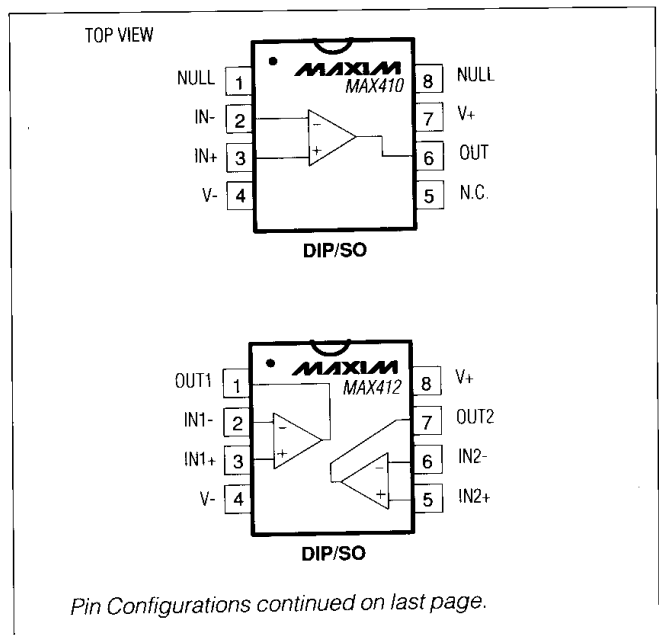 TOP VIEW
MAXIM
MAX410
NULL 1
IN- 2
IN+ 3
V- 4
8 NULL
7 V+
6 OUT
5 N.C.
- 
+
DIP/SO
MAXIM
MAX412
OUT1 1
IN1- 2
IN1+ 3
V- 4
8 V+
7 OUT2
6 IN2-
5 IN2+
-
+
-
+
DIP/SO
Pin Configurations continued on last page.